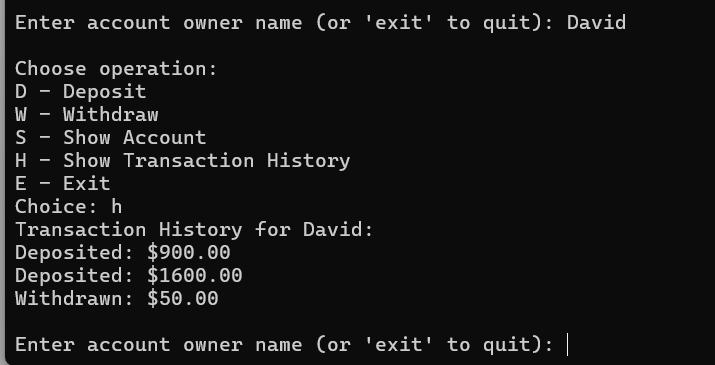 Enter account owner name (or 'exit' to quit): David
Choose operation:
D - Deposit
W - Withdraw
S - Show Account
H - Show Transaction History
E - Exit
Choice: h
Transaction History for David:
Deposited: $900.00
Deposited: $1600.00
Withdrawn: $50.00
Enter account owner name (or 'exit' to quit):